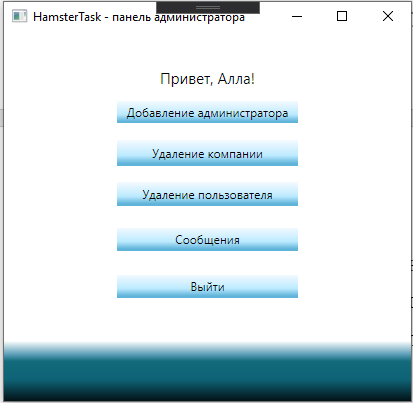 HamsterTask - панель администратора
Привет, Алла!
Добавление администратора
Удаление компании
Удаление пользователя
Сообщения
Выйти